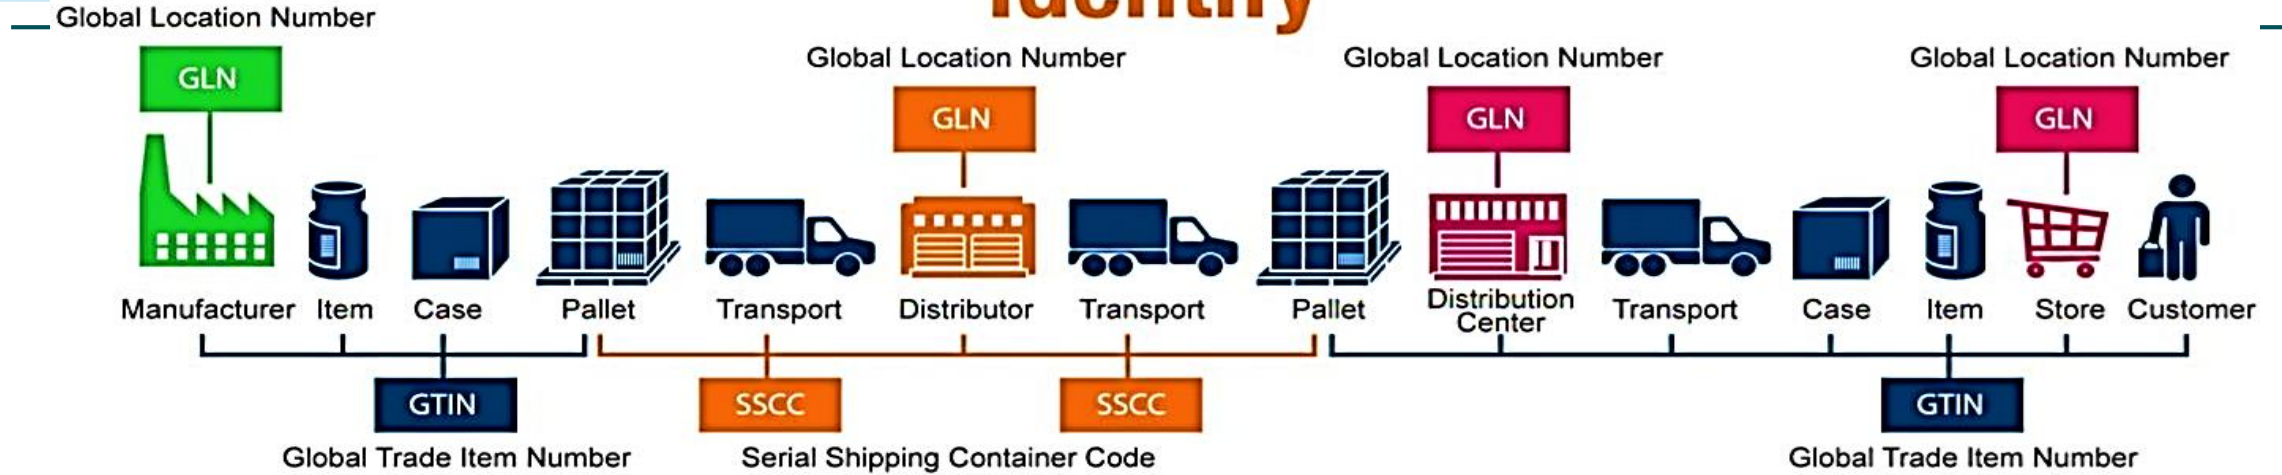 Identify
Global Location Number
GLN
Global Location Number
GLN
Global Location Number
GLN
Global Location Number
GLN
Manufacturer
Item
Case
Pallet
Transport
Distributor
Transport
Pallet
Distribution
Center
Transport
Case
Item
Store
Customer
GTIN
Global Trade Item Number
SSCC
SSCC
Serial Shipping Container Code
GTIN
Global Trade Item Number